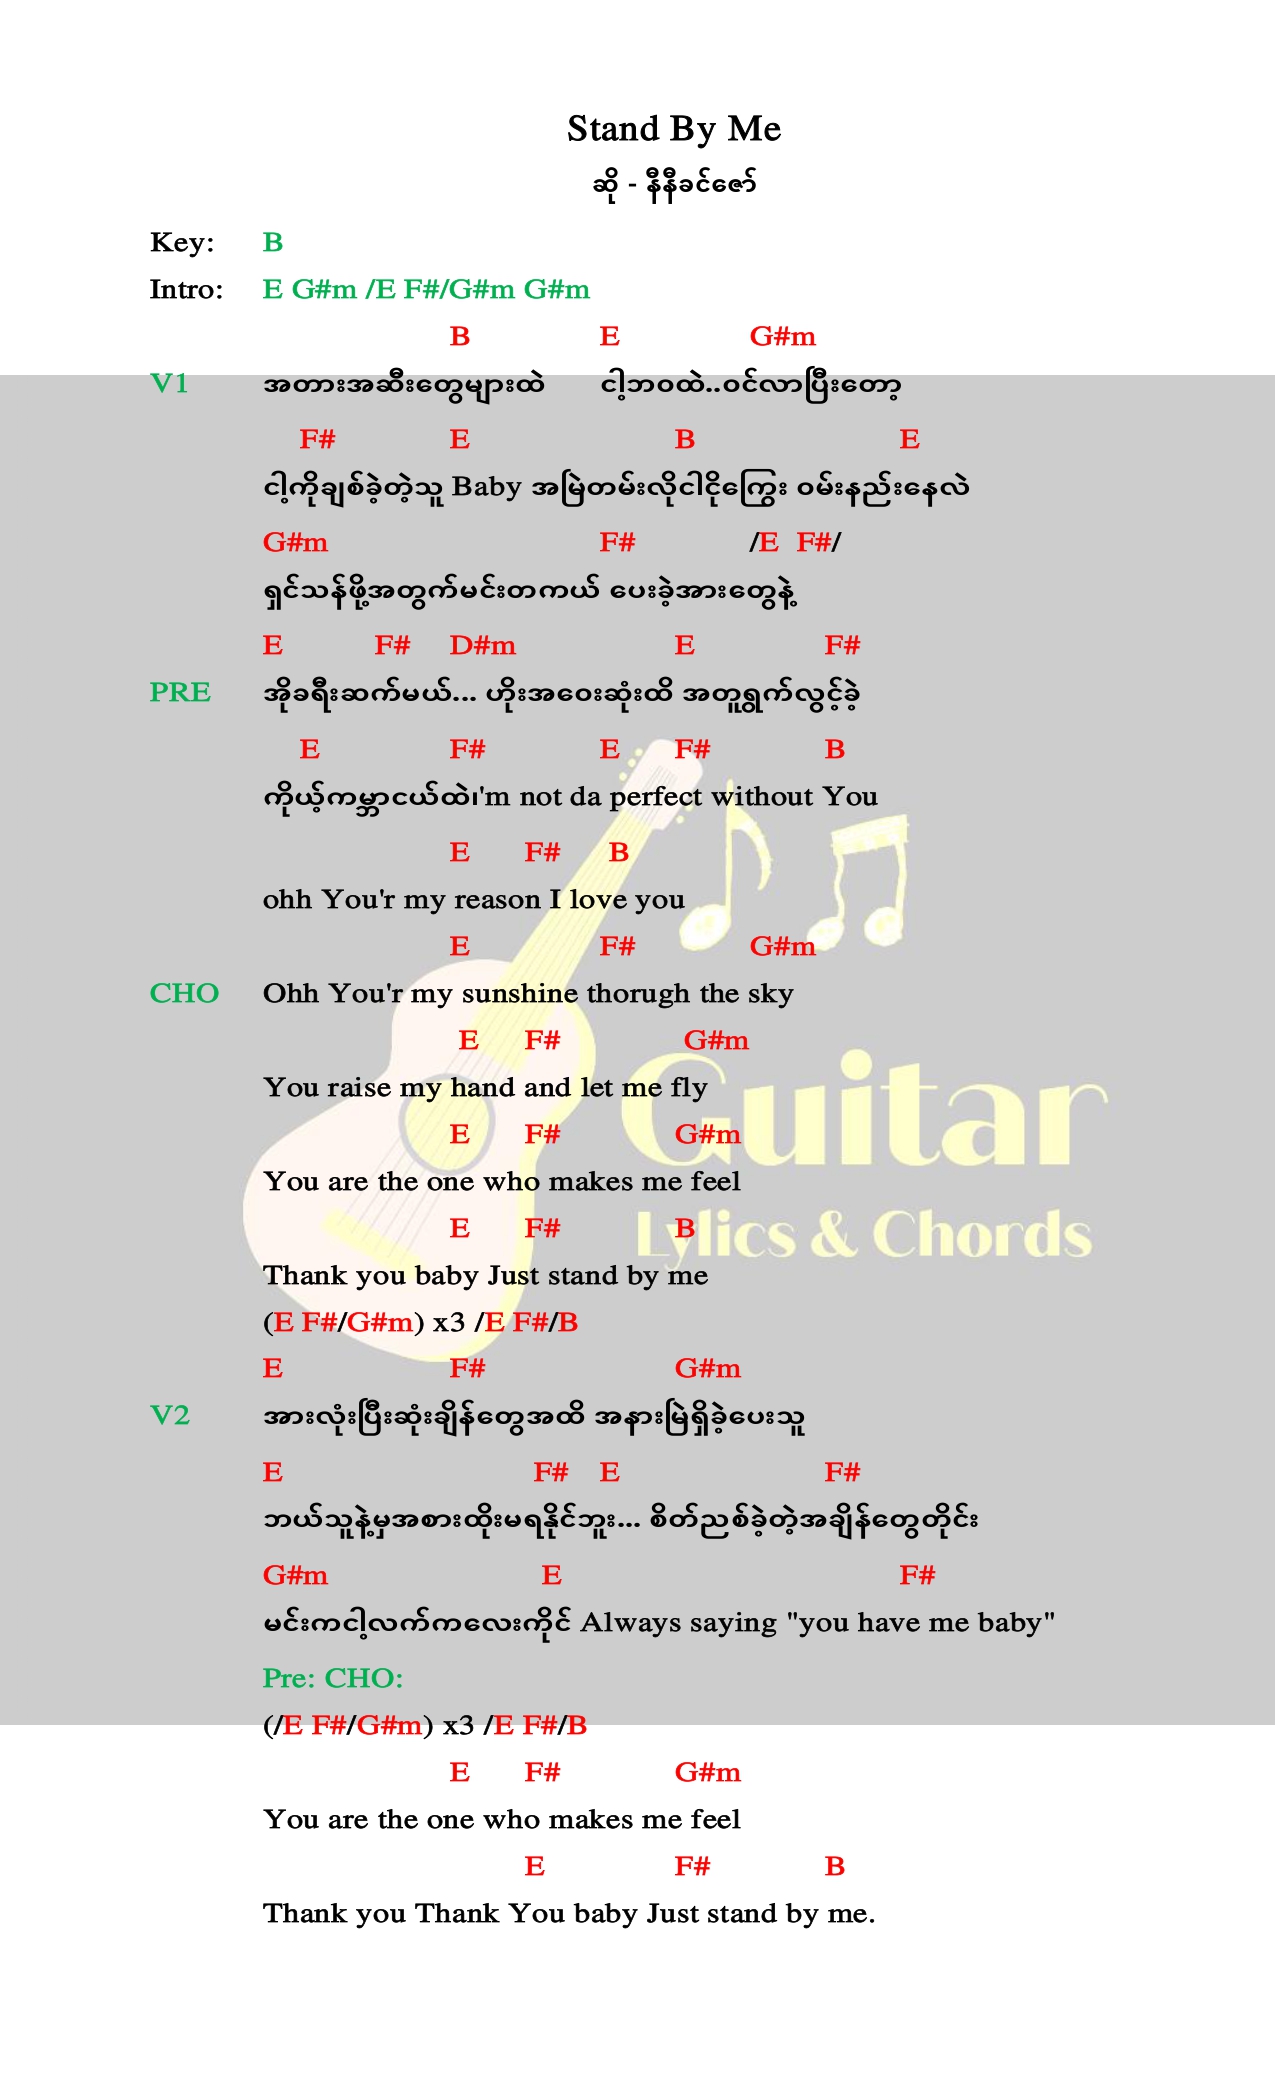 Stand By Me
ဆို - နီနီခင်ဇော်
Key: B
Intro: E G#m /E F#/G#m G#m
B E G#m
V1 အတားအဆီးတွေများထဲ ငါ့ဘဝထဲ..ဝင်လာပြီးတော့
F# E B E
ငါ့ကိုချစ်ခဲ့တဲ့သူ Baby အမြဲတမ်းလိုငါငိုကြွေး ဝမ်းနည်းနေလဲ
G#m F# /E F#/
ရှင်သန်ဖို့အတွက်မင်းတကယ် ပေးခဲ့အားတွေနဲ့
E F# D#m E F#
PRE အိုခရီးဆက်မယ်... ဟိုးအဝေးဆုံးထိ အတူရွက်လွင့်ခဲ့
E F# E F# B
ကိုယ့်ကမ္ဘာငယ်ထဲ၊'m not da perfect without You
E F# B
ohh You'r my reason I love you
E F# G#m
CHO Ohh You'r my sunshine thorugh the sky
E F# G#m
You raise my hand and let me fly
E F# G#m
You are the one who makes me feel
E F# B
Thank you baby Just stand by me
(E F#/G#m) x3 /E F#/B
E F# G#m
V2 အားလုံးပြီးဆုံးချိန်တွေအထိ အနားမြဲရှိခဲ့ပေးသူ
E F# E F#
ဘယ်သူနဲ့မှအစားထိုးမရနိုင်ဘူး... စိတ်ညစ်ခဲ့တဲ့အချိန်တွေတိုင်း
G#m E F#
မင်းကငါ့လက်ကလေးကိုင် Always saying "you have me baby"
Pre: CHO:
(/E F#/G#m) x3 /E F#/B
E F# G#m
You are the one who makes me feel
E F# B
Thank you Thank You baby Just stand by me.
Guitar
Lylics & Chords